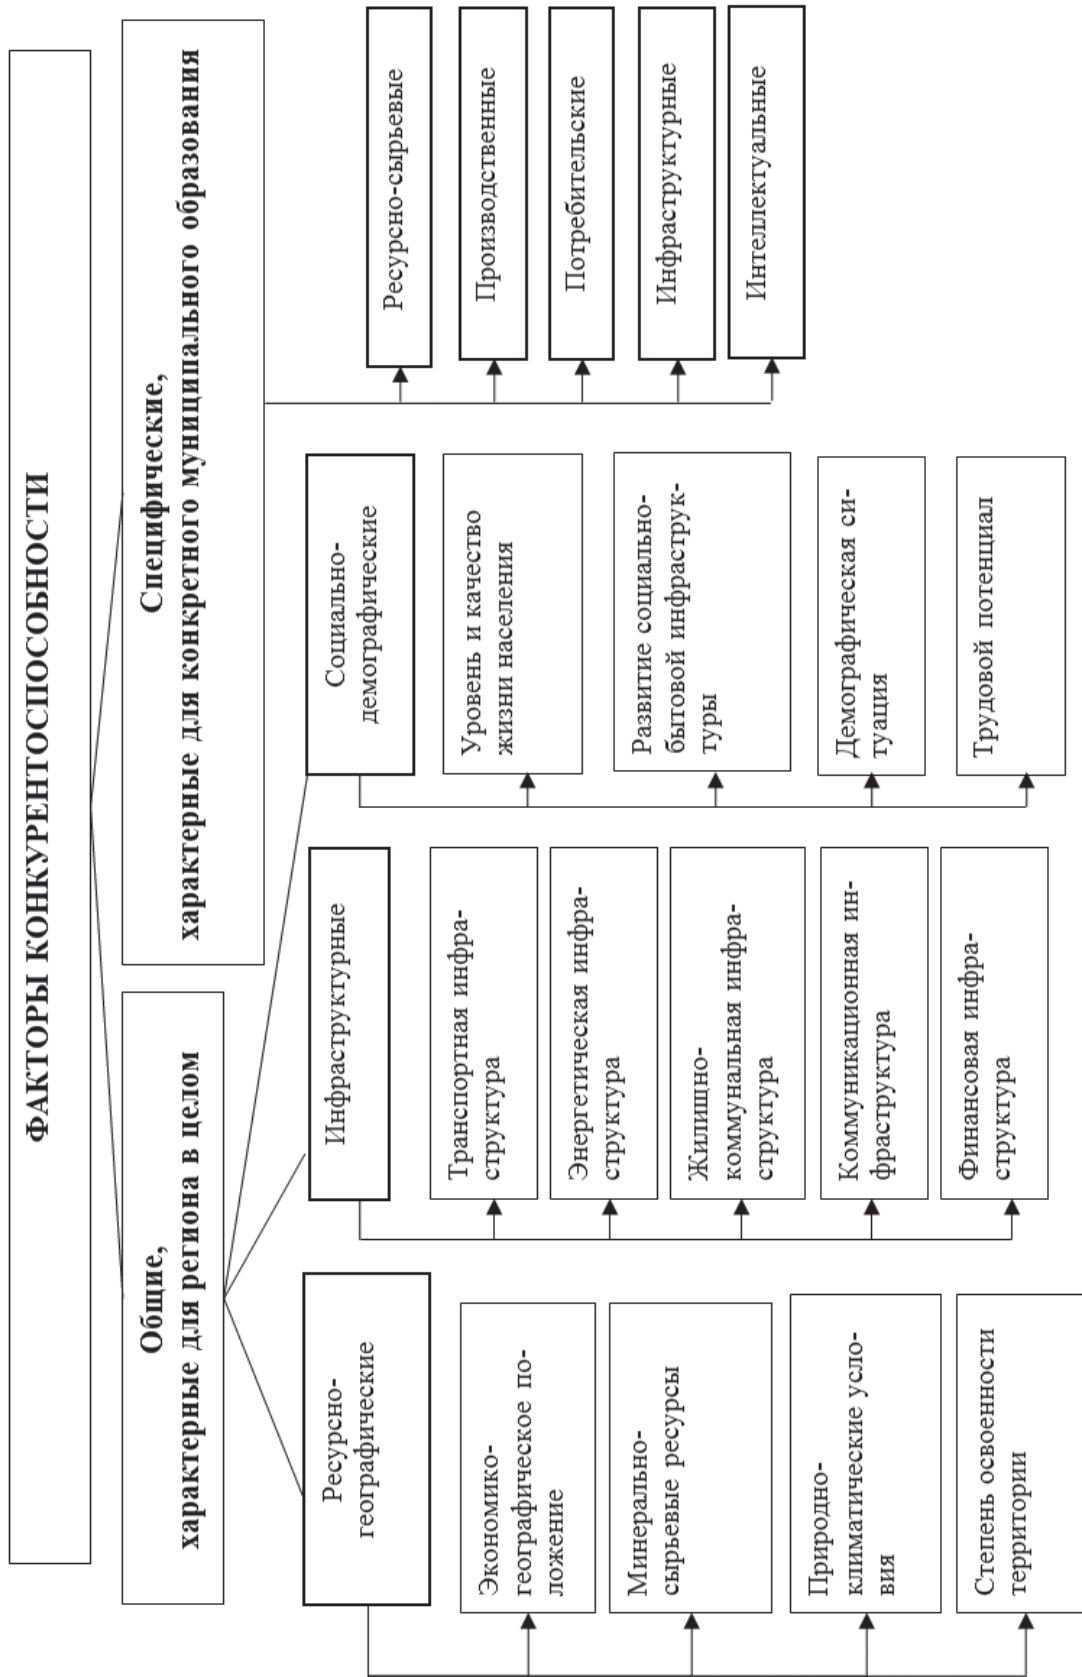 ФАКТОРЫ КОНКУРЕНТОСПОСОБНОСТИ
Общие,
характерные для региона в целом
Специфические,
характерные для конкретного муниципального образования
Ресурсно-
географические
Экономико-
географическое по-
ложение
Минерально-
сырьевые ресурсы
Природно-
климатические усло-
вия
Степень освоенности
территории
Инфраструктурные
Транспортная инфра-
структура
Энергетическая инфра-
структура
Жилищно-
коммунальная инфра-
структура
Коммуникационная ин-
фраструктура
Финансовая инфра-
структура
Социально-
демографические
Уровень и качество
жизни населения
Развитие социально-
бытовой инфраструк-
туры
Демографическая си-
туация
Трудовой потенциал
Ресурсно-сырьевые
Производственные
Потребительские
Инфраструктурные
Интеллектуальные